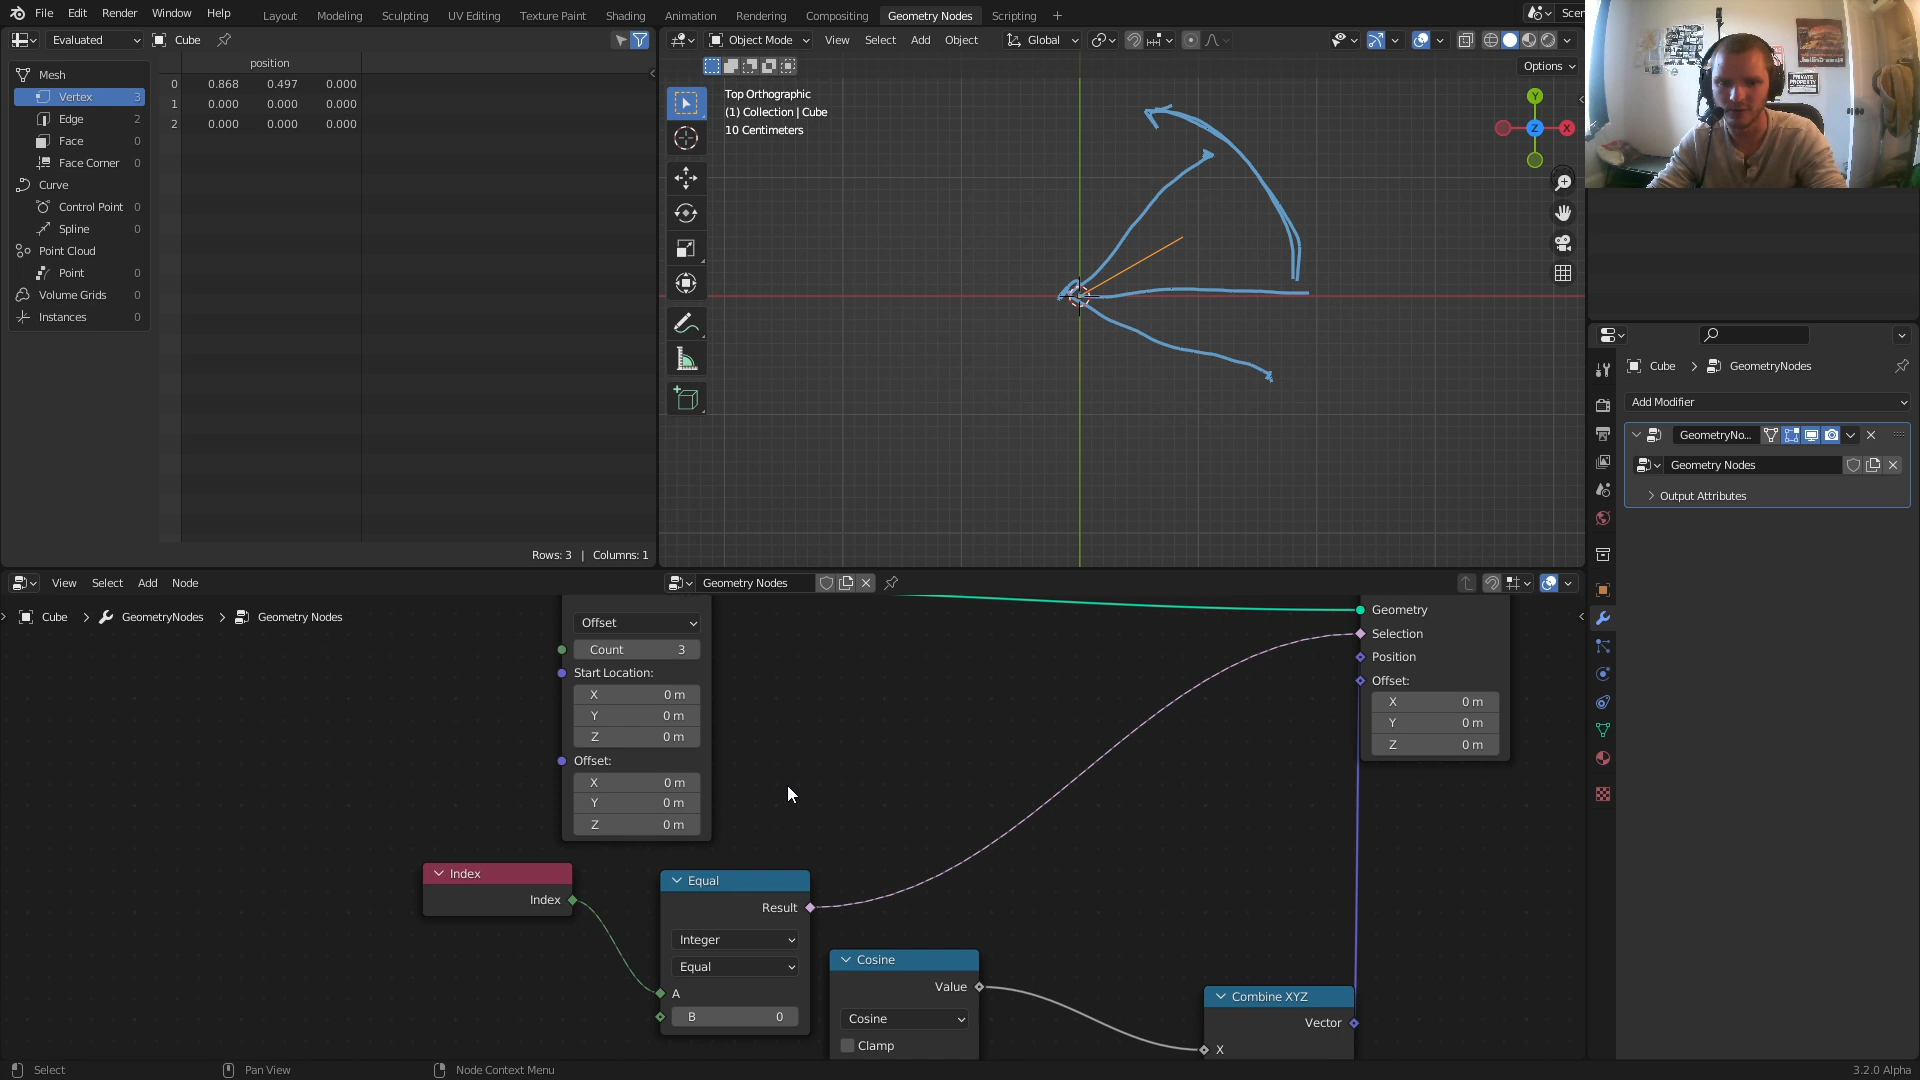 File Edit Render Window Help Layout Modeling Sculpting UV Editing Texture Paint Shading Animation Rendering Compositing Geometry Nodes Scripting + Scen
Evaluated Cube
Object Mode View Select Add Object Global
Options
position
Mesh
Vertex 3
Edge 2
Face 0
Face Corner 0
Curve
Control Point 0
Spline 0
Point Cloud
Point 0
Volume Grids 0
Instances 0
0 0.868 0.497 0.000
1 0.000 0.000 0.000
2 0.000 0.000 0.000
Rows: 3 | Columns: 1
Top Orthographic
(1) Collection | Cube
10 Centimeters
Y
Z
X
PRIVATE
PROPERTY
Cube > GeometryNodes
Add Modifier
GeometryNo...
Geometry Nodes
Output Attributes
View Select Add Node
Geometry Nodes
Cube > GeometryNodes > Geometry Nodes
Offset
Count 3
Start Location:
X 0 m
Y 0 m
Z 0 m
Offset:
X 0 m
Y 0 m
Z 0 m
Geometry
Selection
Position
Offset:
X 0 m
Y 0 m
Z 0 m
Index
Index
Equal
Result
Integer
Equal
A
B 0
Cosine
Value
Cosine
Clamp
Combine XYZ
Vector
X
Select Pan View Node Context Menu 3.2.0 Alpha